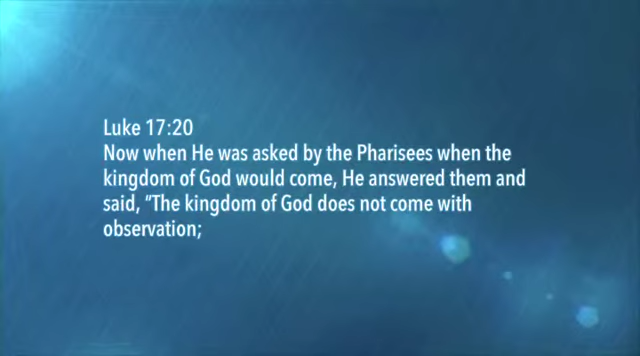 Luke 17:20
Now when He was asked by the Pharisees when the
kingdom of God would come, He answered them and
said, "The kingdom of God does not come with
observation;